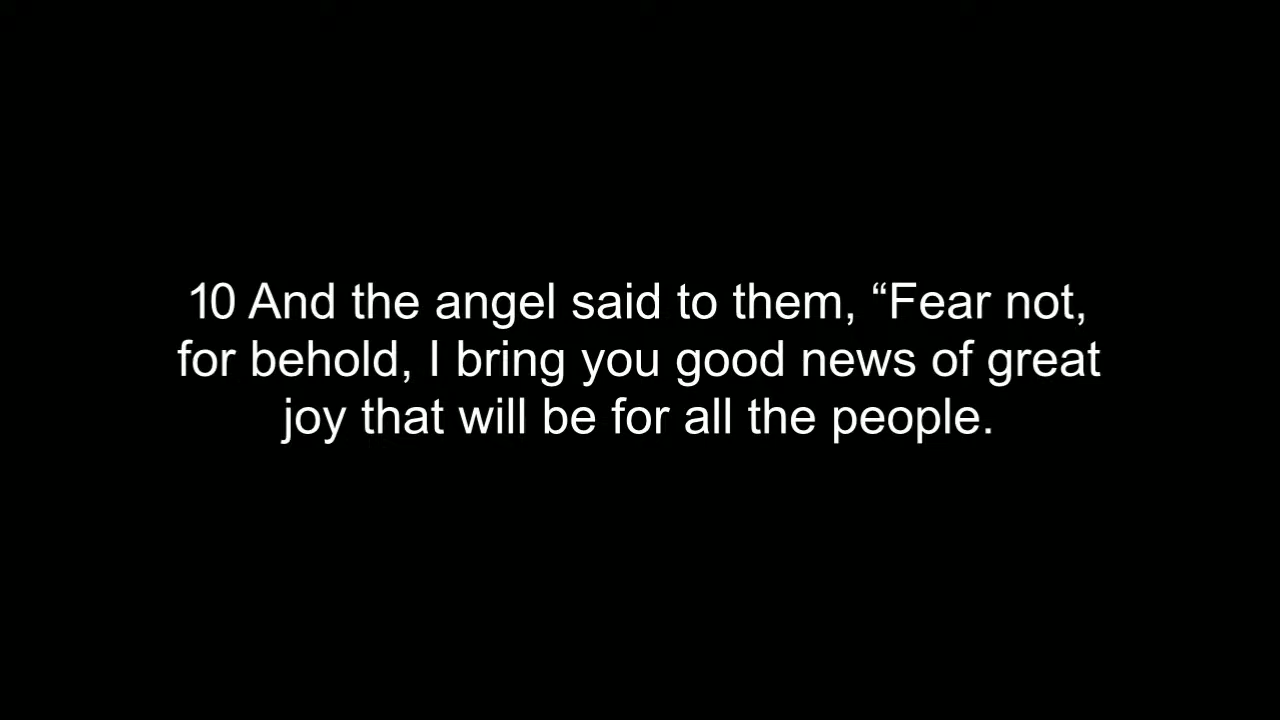 10 And the angel said to them, “Fear not,
for behold, I bring you good news of great
joy that will be for all the people.